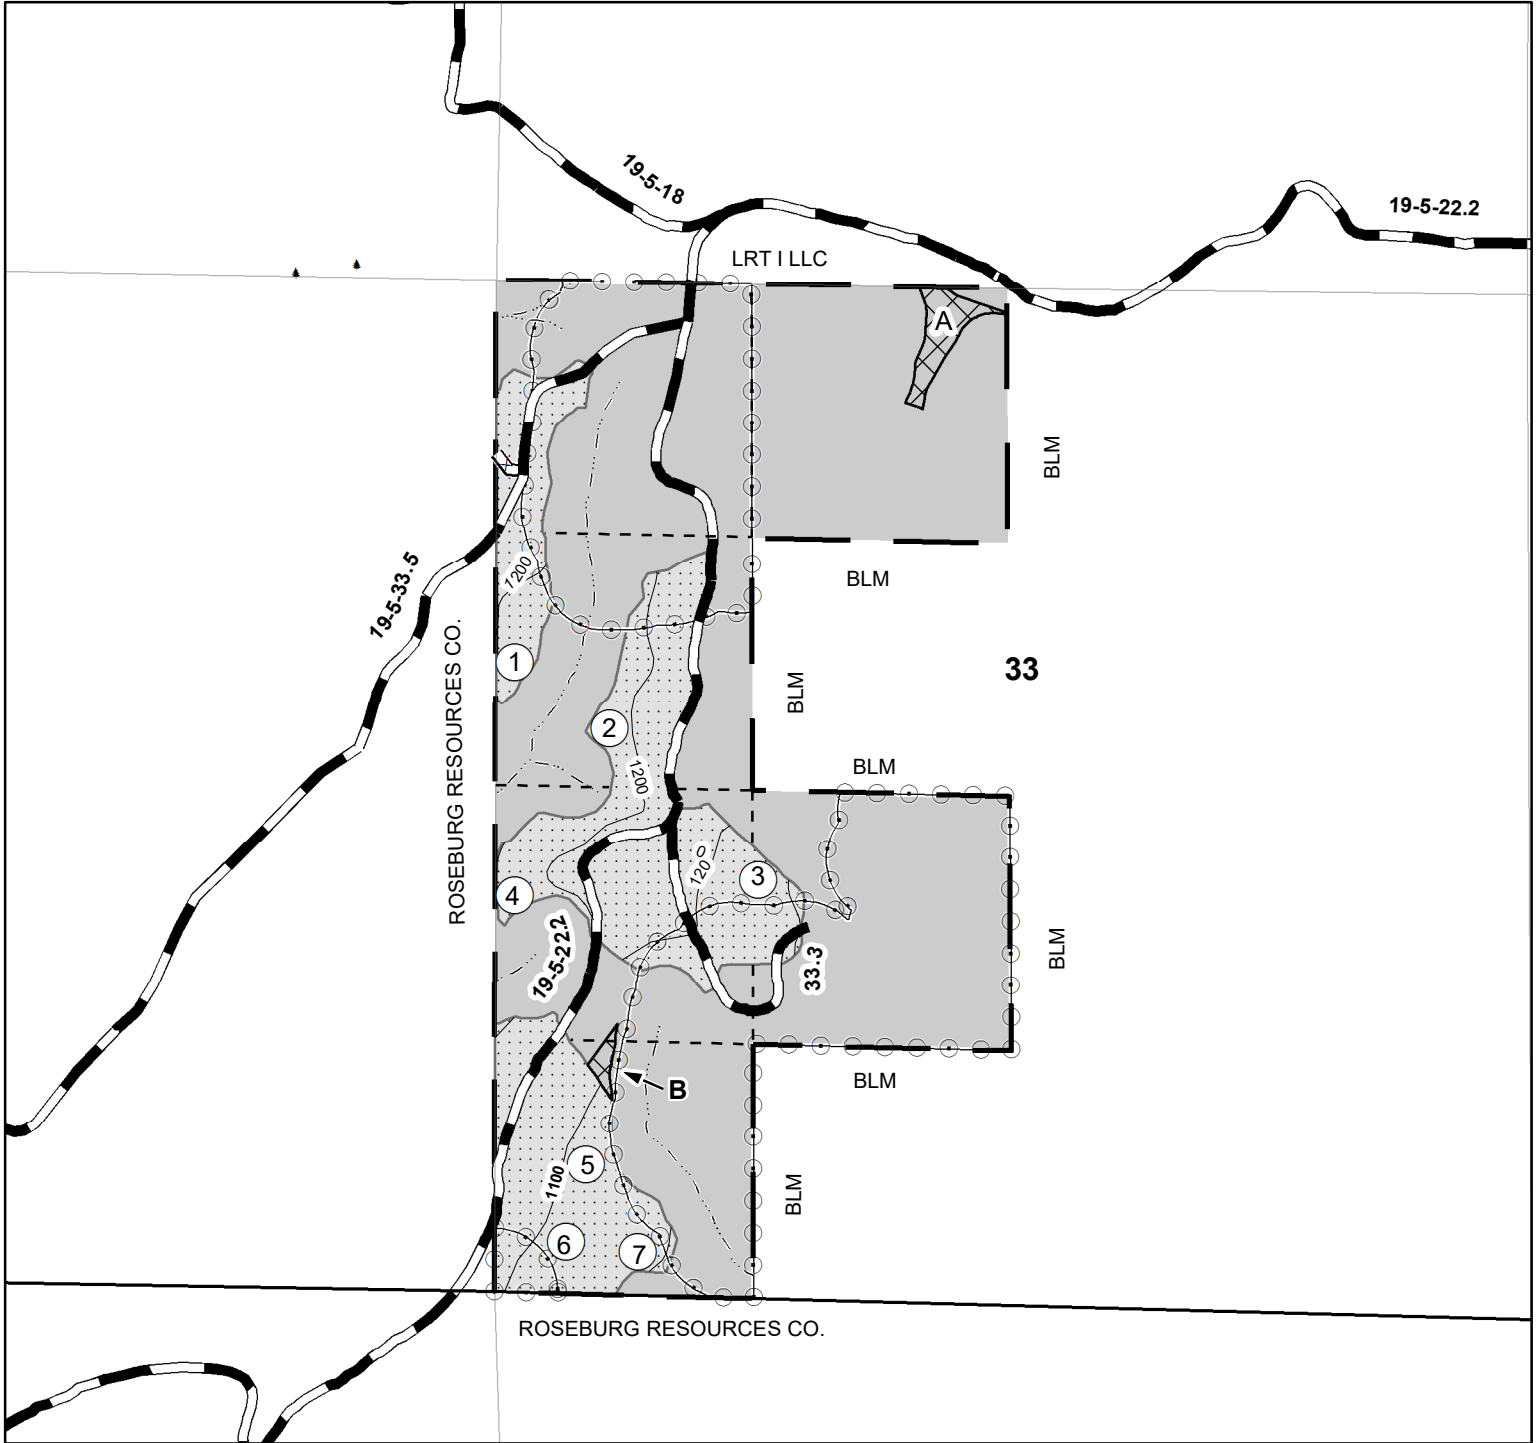 19-5-18
19-5-22.2
LRT I LLC
A
BLM
BLM
19-5-33.5
1200
ROSEBURG RESOURCES CO.
1
33
BLM
2
BLM
1200
1200
3
4
19-5-22.2
33.3
BLM
BLM
B
5
1100
BLM
6
7
ROSEBURG RESOURCES CO.